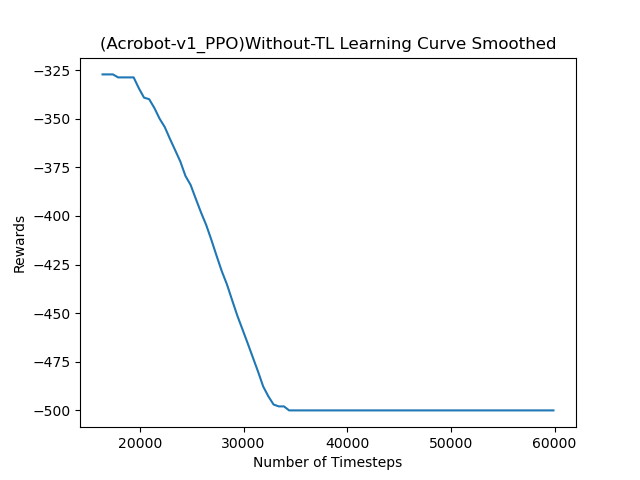 (Acrobot-v1_PPO)Without-TL Learning Curve Smoothed
Rewards
−325
−350
−375
−400
−425
−450
−475
−500
20000 30000 40000 50000 60000
Number of Timesteps